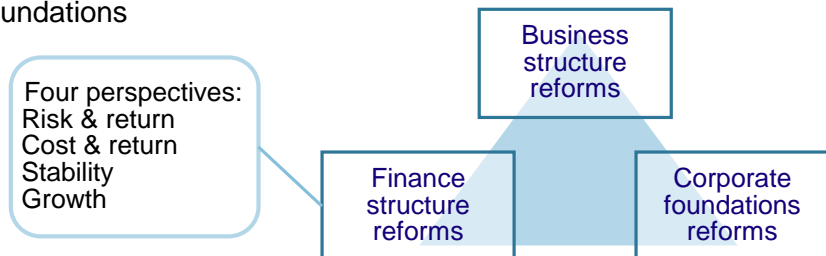 undations
Business
structure
reforms
Four perspectives:
Risk & return
Cost & return
Stability
Growth
Finance
structure
reforms
Corporate
foundations
reforms